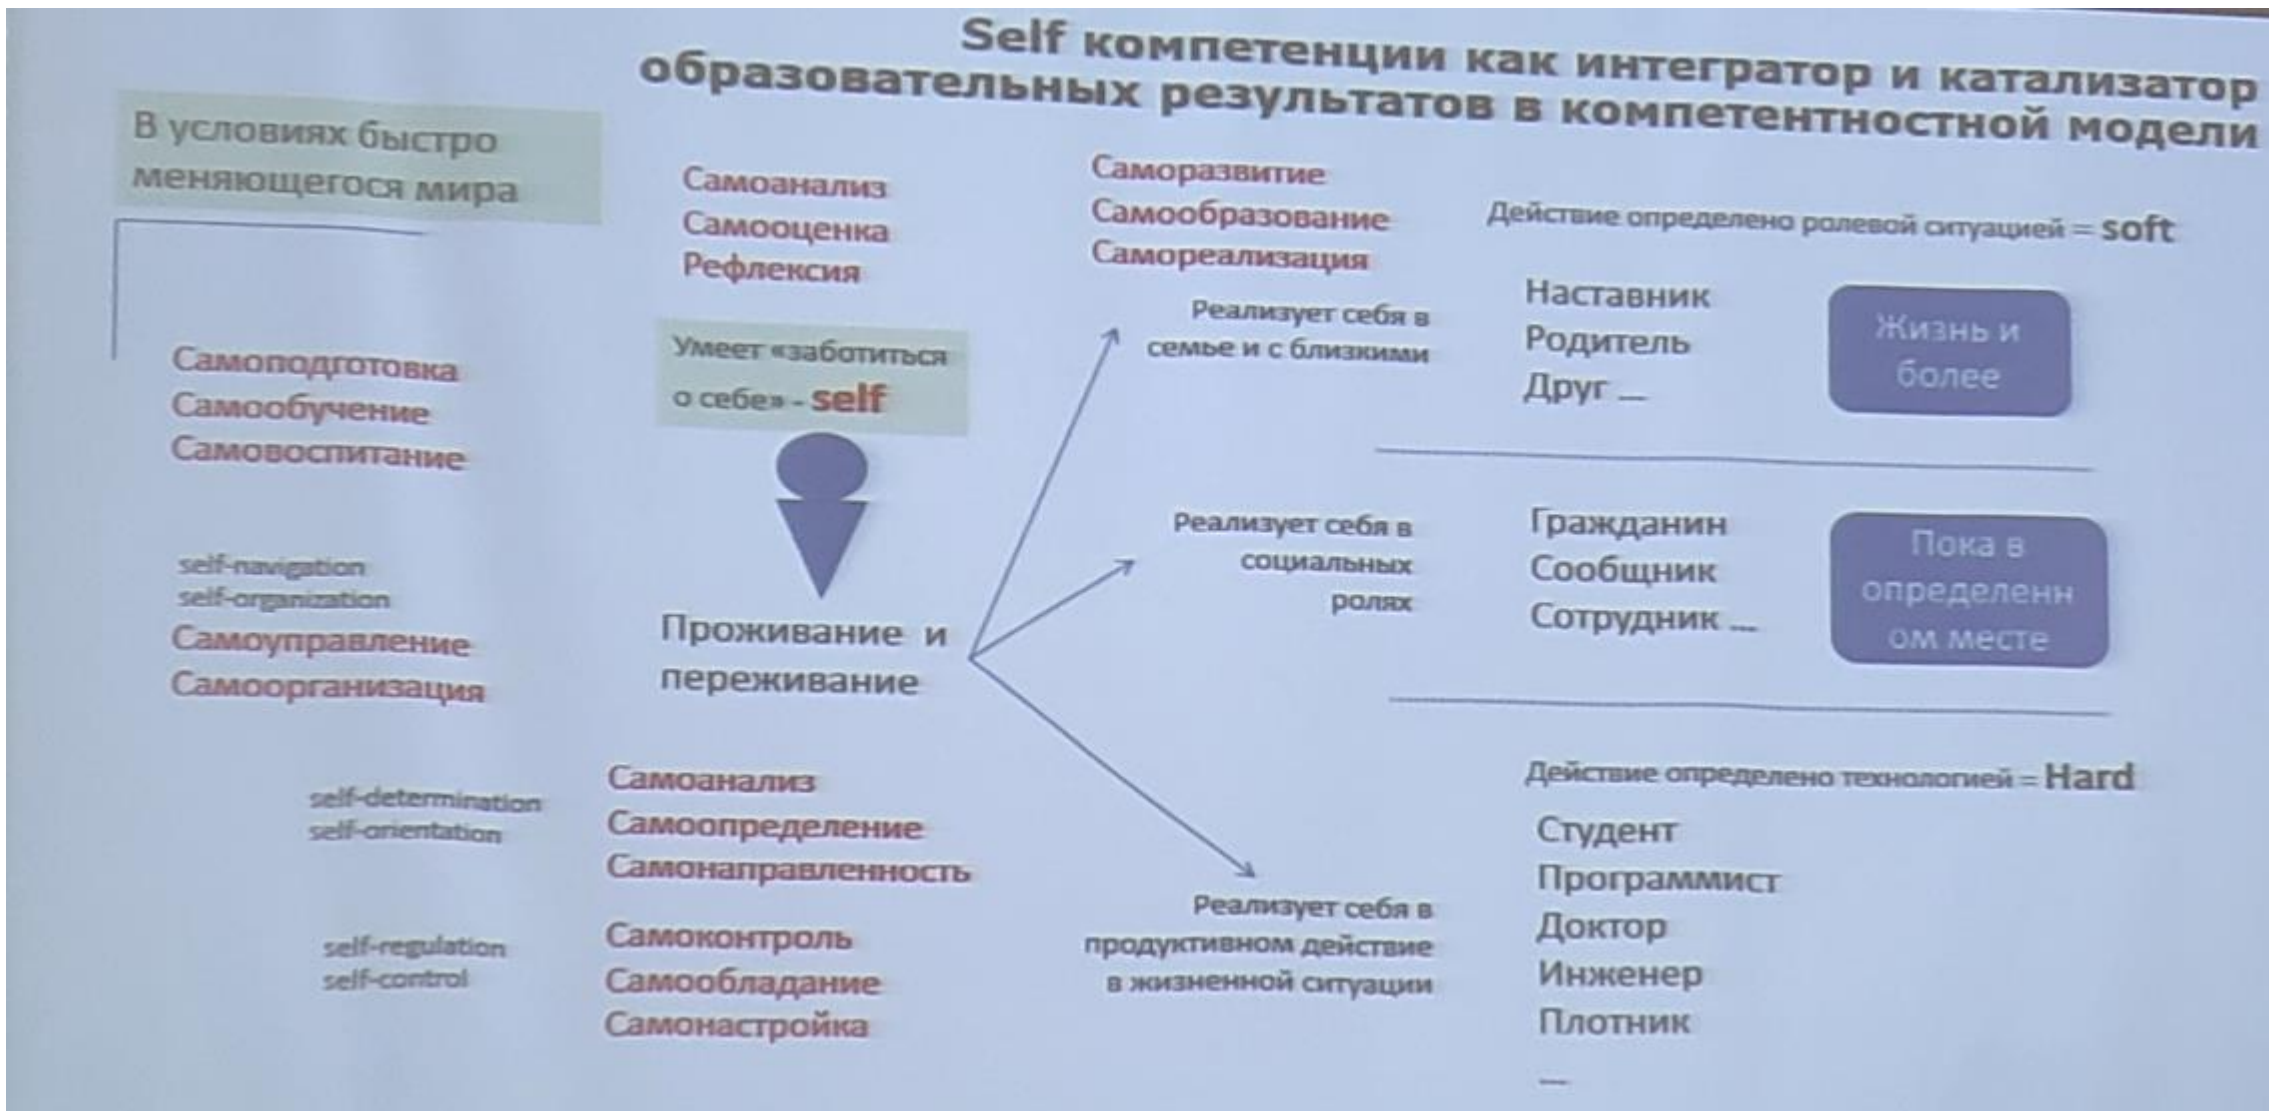 Self компетенции как интегратор и катализатор
образовательных результатов в компетентностной модели
В условиях быстро
меняющегося мира
Самоподготовка
Самообучение
Самовоспитание
self-navigation
self-organization
Самоуправление
Самоорганизация
Самоанализ
Самооценка
Рефлексия
Умеет «заботиться
о себе» - self
Проживание и
переживание
self-determination
self-orientation
Самоанализ
Самоопределение
Самонаправленность
self-regulation
self-control
Самоконтроль
Самообладание
Самонастройка
Саморазвитие
Самообразование
Самореализация
Реализует себя в
семье и с близкими
Реализует себя в
социальных
ролях
Реализует себя в
продуктивном действие
в жизненной ситуации
Действие определено ролевой ситуацией = soft
Наставник
Родитель
Друг ...
Жизнь и
более
Гражданин
Сообщник
Сотрудник ...
Пока в
определенн
ом месте
Действие определено технологией = Hard
Студент
Программист
Доктор
Инженер
Плотник
...